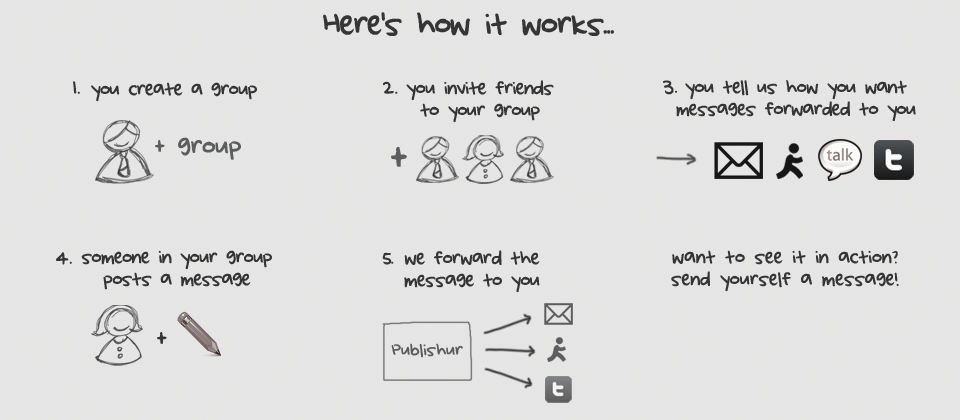 Here's how it works...
1. you create a group
+ group
2. you invite friends
to your group
+
3. you tell us how you want
messages forwarded to you
talk
t
4. someone in your group
posts a message
+
5. we forward the
message to you
Publishur
t
want to see it in action?
send yourself a message!